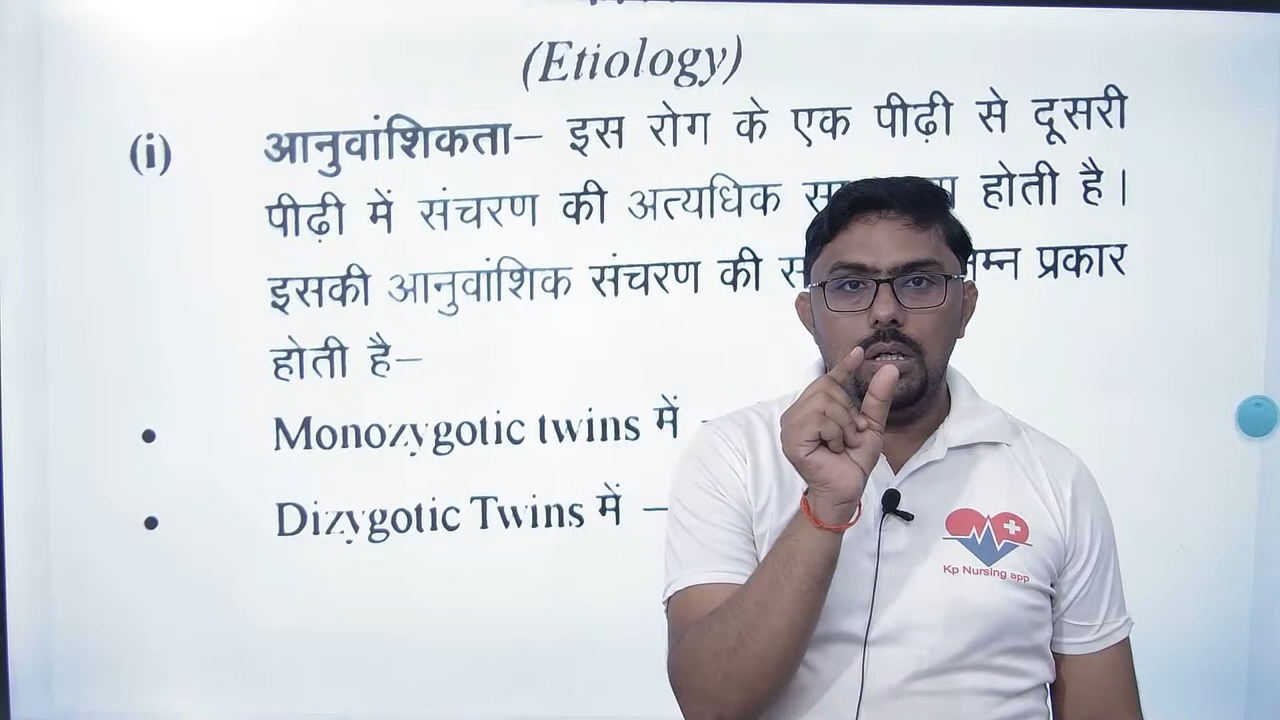 (Etiology)
(i) आनुवांशिकता– इस रोग के एक पीढ़ी से दूसरी
पीढ़ी में संचरण की अत्यधिक होती है।
इसकी आनुवांशिक संचरण की प्रकार
होती है–
• Monozygotic twins में –
• Dizygotic Twins में –
Kp Nursing app